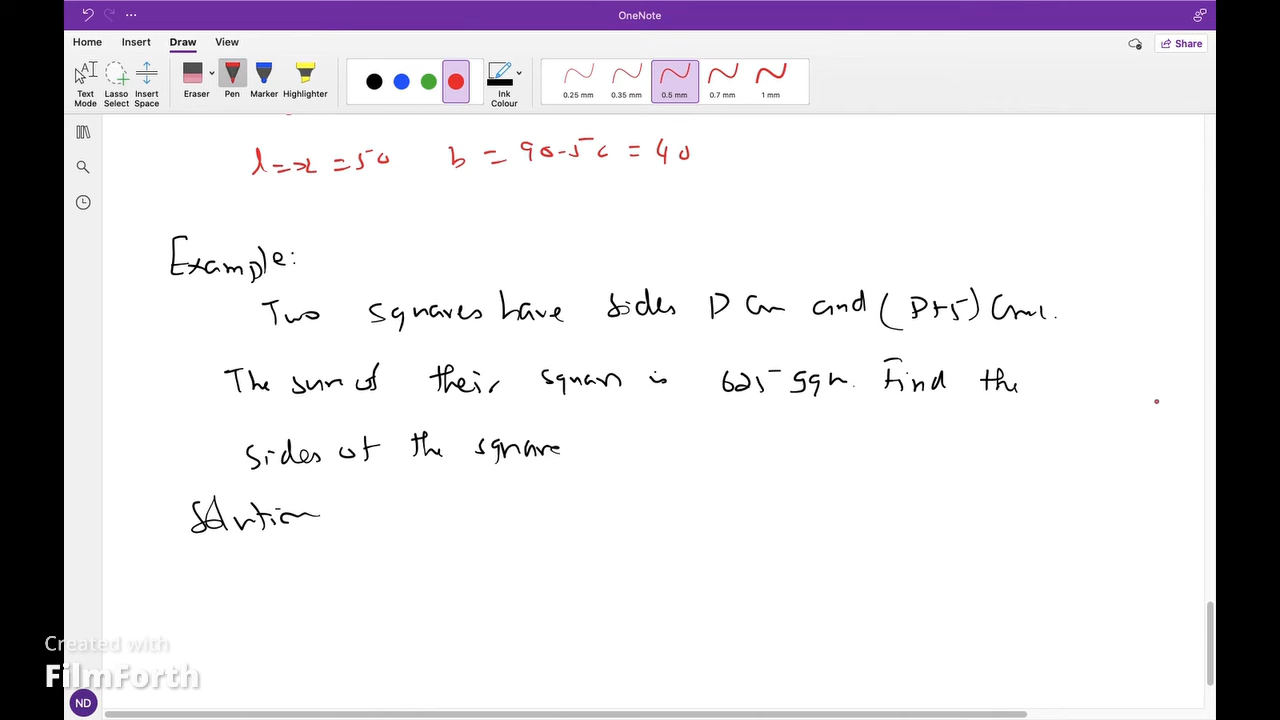 OneNote
Home Insert Draw View
Share
Text Mode
Lasso Select
Insert Space
Eraser
Pen
Marker
Highlighter
Ink Colour
0.25 mm
0.35 mm
0.5 mm
0.7 mm
1 mm
l=x=50 b = 90-50 = 40
Example:
Two squares have sides P cm and (P+5) cm.
The sum of their squares is 625 sqm. Find the
sides of the square
Solution
Created with
FilmForth
ND